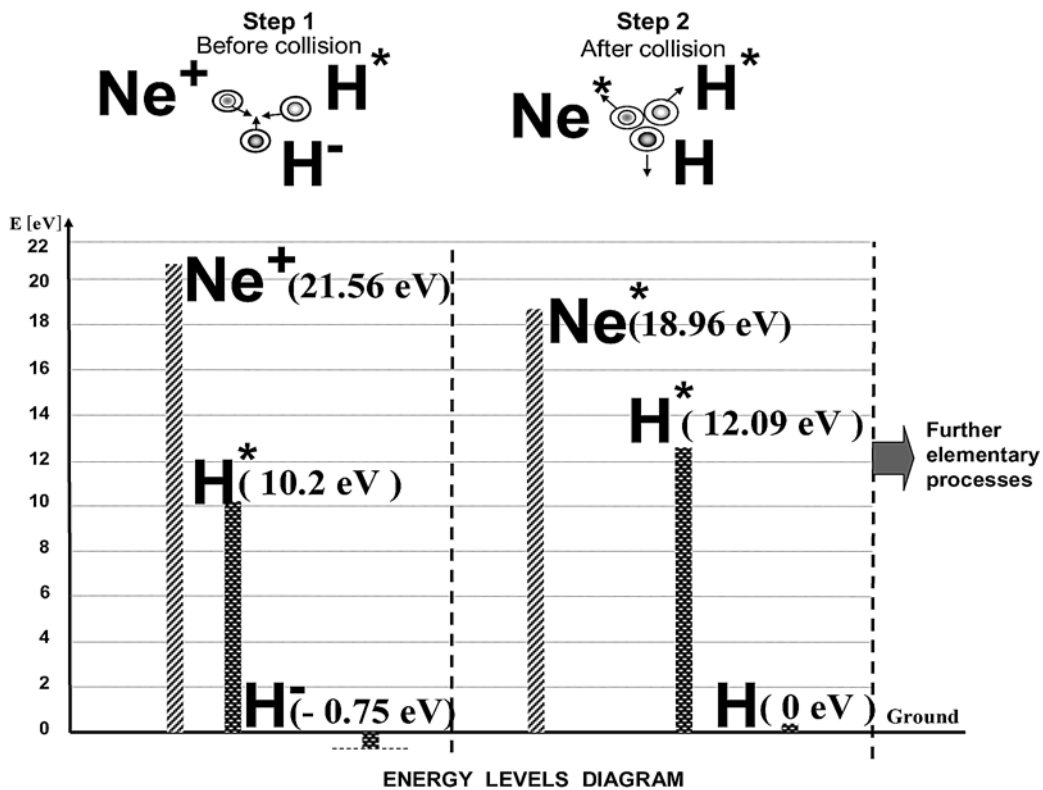 Step 1
Before collision
Ne+
H*
H-
Step 2
After collision
Ne*
H*
H
E [eV]
22
20
18
16
14
12
10
8
6
4
2
0
Ne+(21.56 eV)
H*( 10.2 eV )
H-(- 0.75 eV)
Ne*(18.96 eV)
H*( 12.09 eV )
H( 0 eV )
Ground
Further
elementary
processes
ENERGY LEVELS DIAGRAM